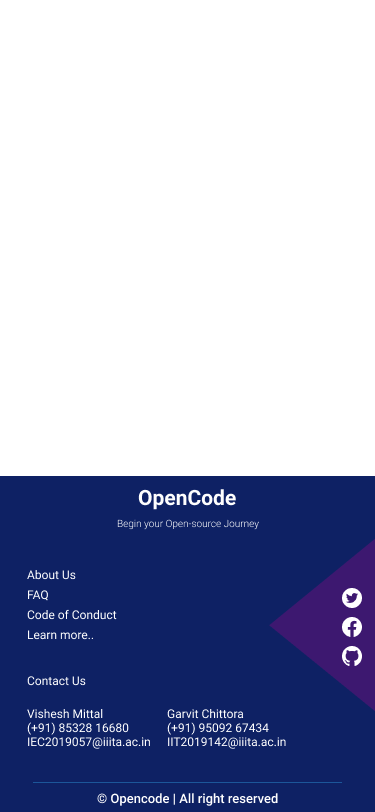 OpenCode
Begin your Open-source Journey
About Us
FAQ
Code of Conduct
Learn more..
Contact Us
Vishesh Mittal
(+91) 85328 16680
IEC2019057@iiita.ac.in
Garvit Chittora
(+91) 95092 67434
IIT2019142@iiita.ac.in
© Opencode | All right reserved